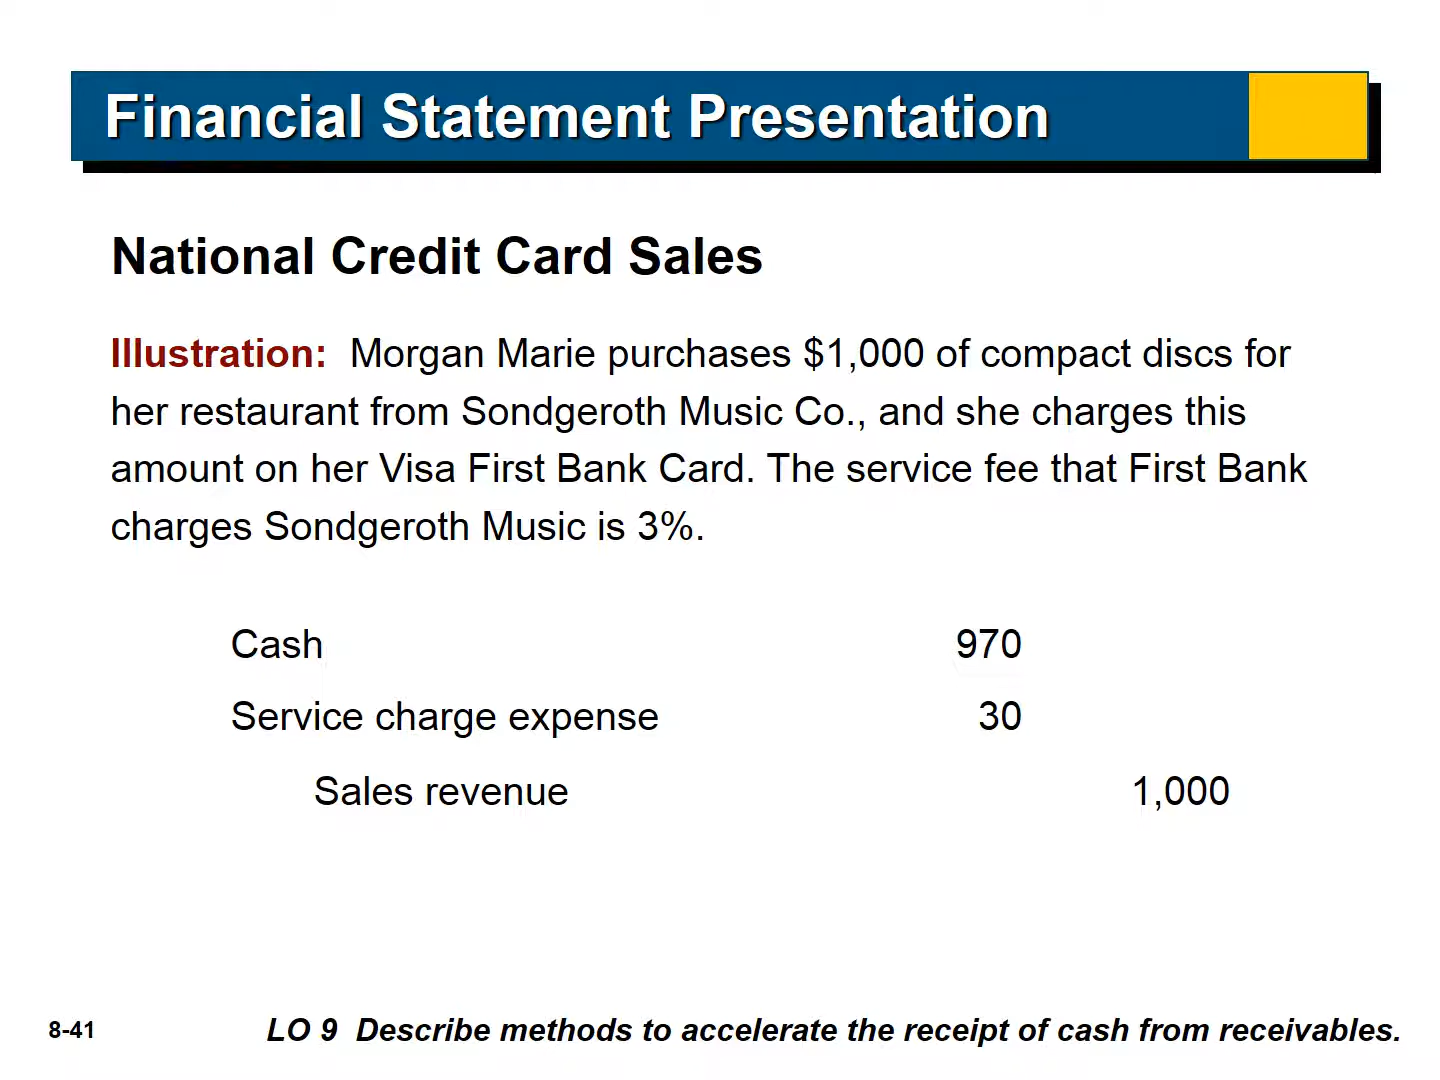 Financial Statement Presentation
National Credit Card Sales
Illustration: Morgan Marie purchases $1,000 of compact discs for
her restaurant from Sondgeroth Music Co., and she charges this
amount on her Visa First Bank Card. The service fee that First Bank
charges Sondgeroth Music is 3%.
Cash 970
Service charge expense 30
Sales revenue 1,000
8-41 LO 9 Describe methods to accelerate the receipt of cash from receivables.